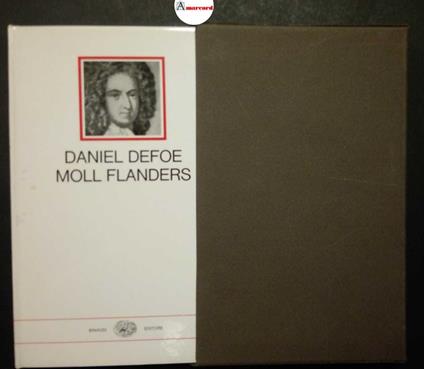 Amarcord
DANIEL DEFOE
MOLL FLANDERS
EINAUDI EDITORE